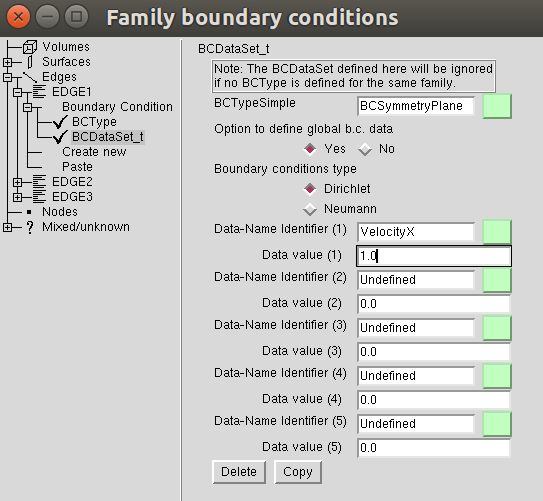 Family boundary conditions
Volumes
Surfaces
Edges
EDGE1
Boundary Condition
BCType
BCDataSet_t
Create new
Paste
EDGE2
EDGE3
Nodes
? Mixed/unknown
BCDataSet_t
Note: The BCDataSet defined here will be ignored
if no BCType is defined for the same family.
BCTypeSimple BCSymmetryPlane
Option to define global b.c. data
Yes No
Boundary conditions type
Dirichlet
Neumann
Data-Name Identifier (1) VelocityX
Data value (1) 1.0
Data-Name Identifier (2) Undefined
Data value (2) 0.0
Data-Name Identifier (3) Undefined
Data value (3) 0.0
Data-Name Identifier (4) Undefined
Data value (4) 0.0
Data-Name Identifier (5) Undefined
Data value (5) 0.0
Delete Copy